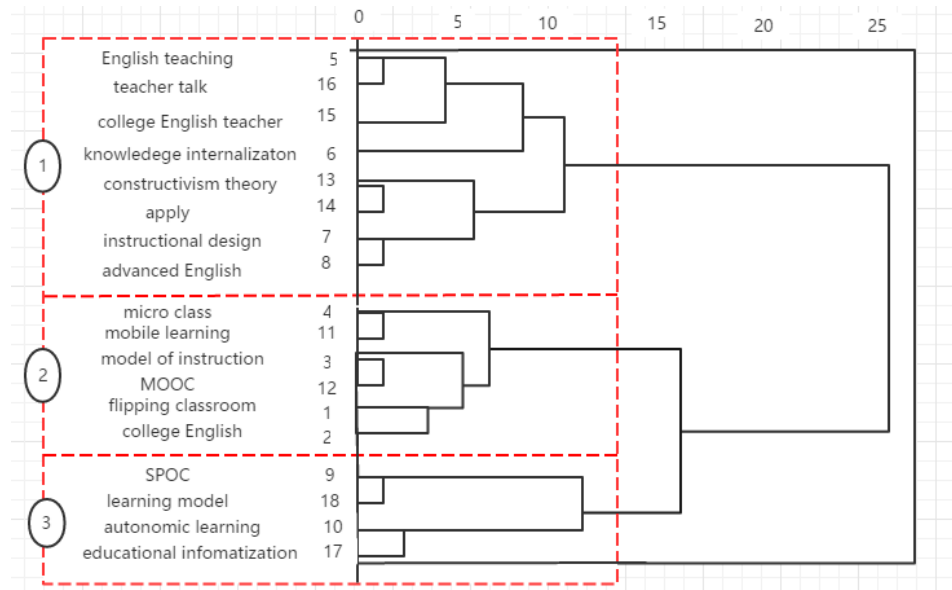 0 5 10 15 20 25
English teaching 5
teacher talk 16
college English teacher 15
knowledege internalizaton 6
constructivism theory 13
apply 14
instructional design 7
advanced English 8
1
micro class 4
mobile learning 11
model of instruction 3
MOOC 12
flipping classroom 1
college English 2
2
SPOC 9
learning model 18
autonomic learning 10
educational infomatization 17
3